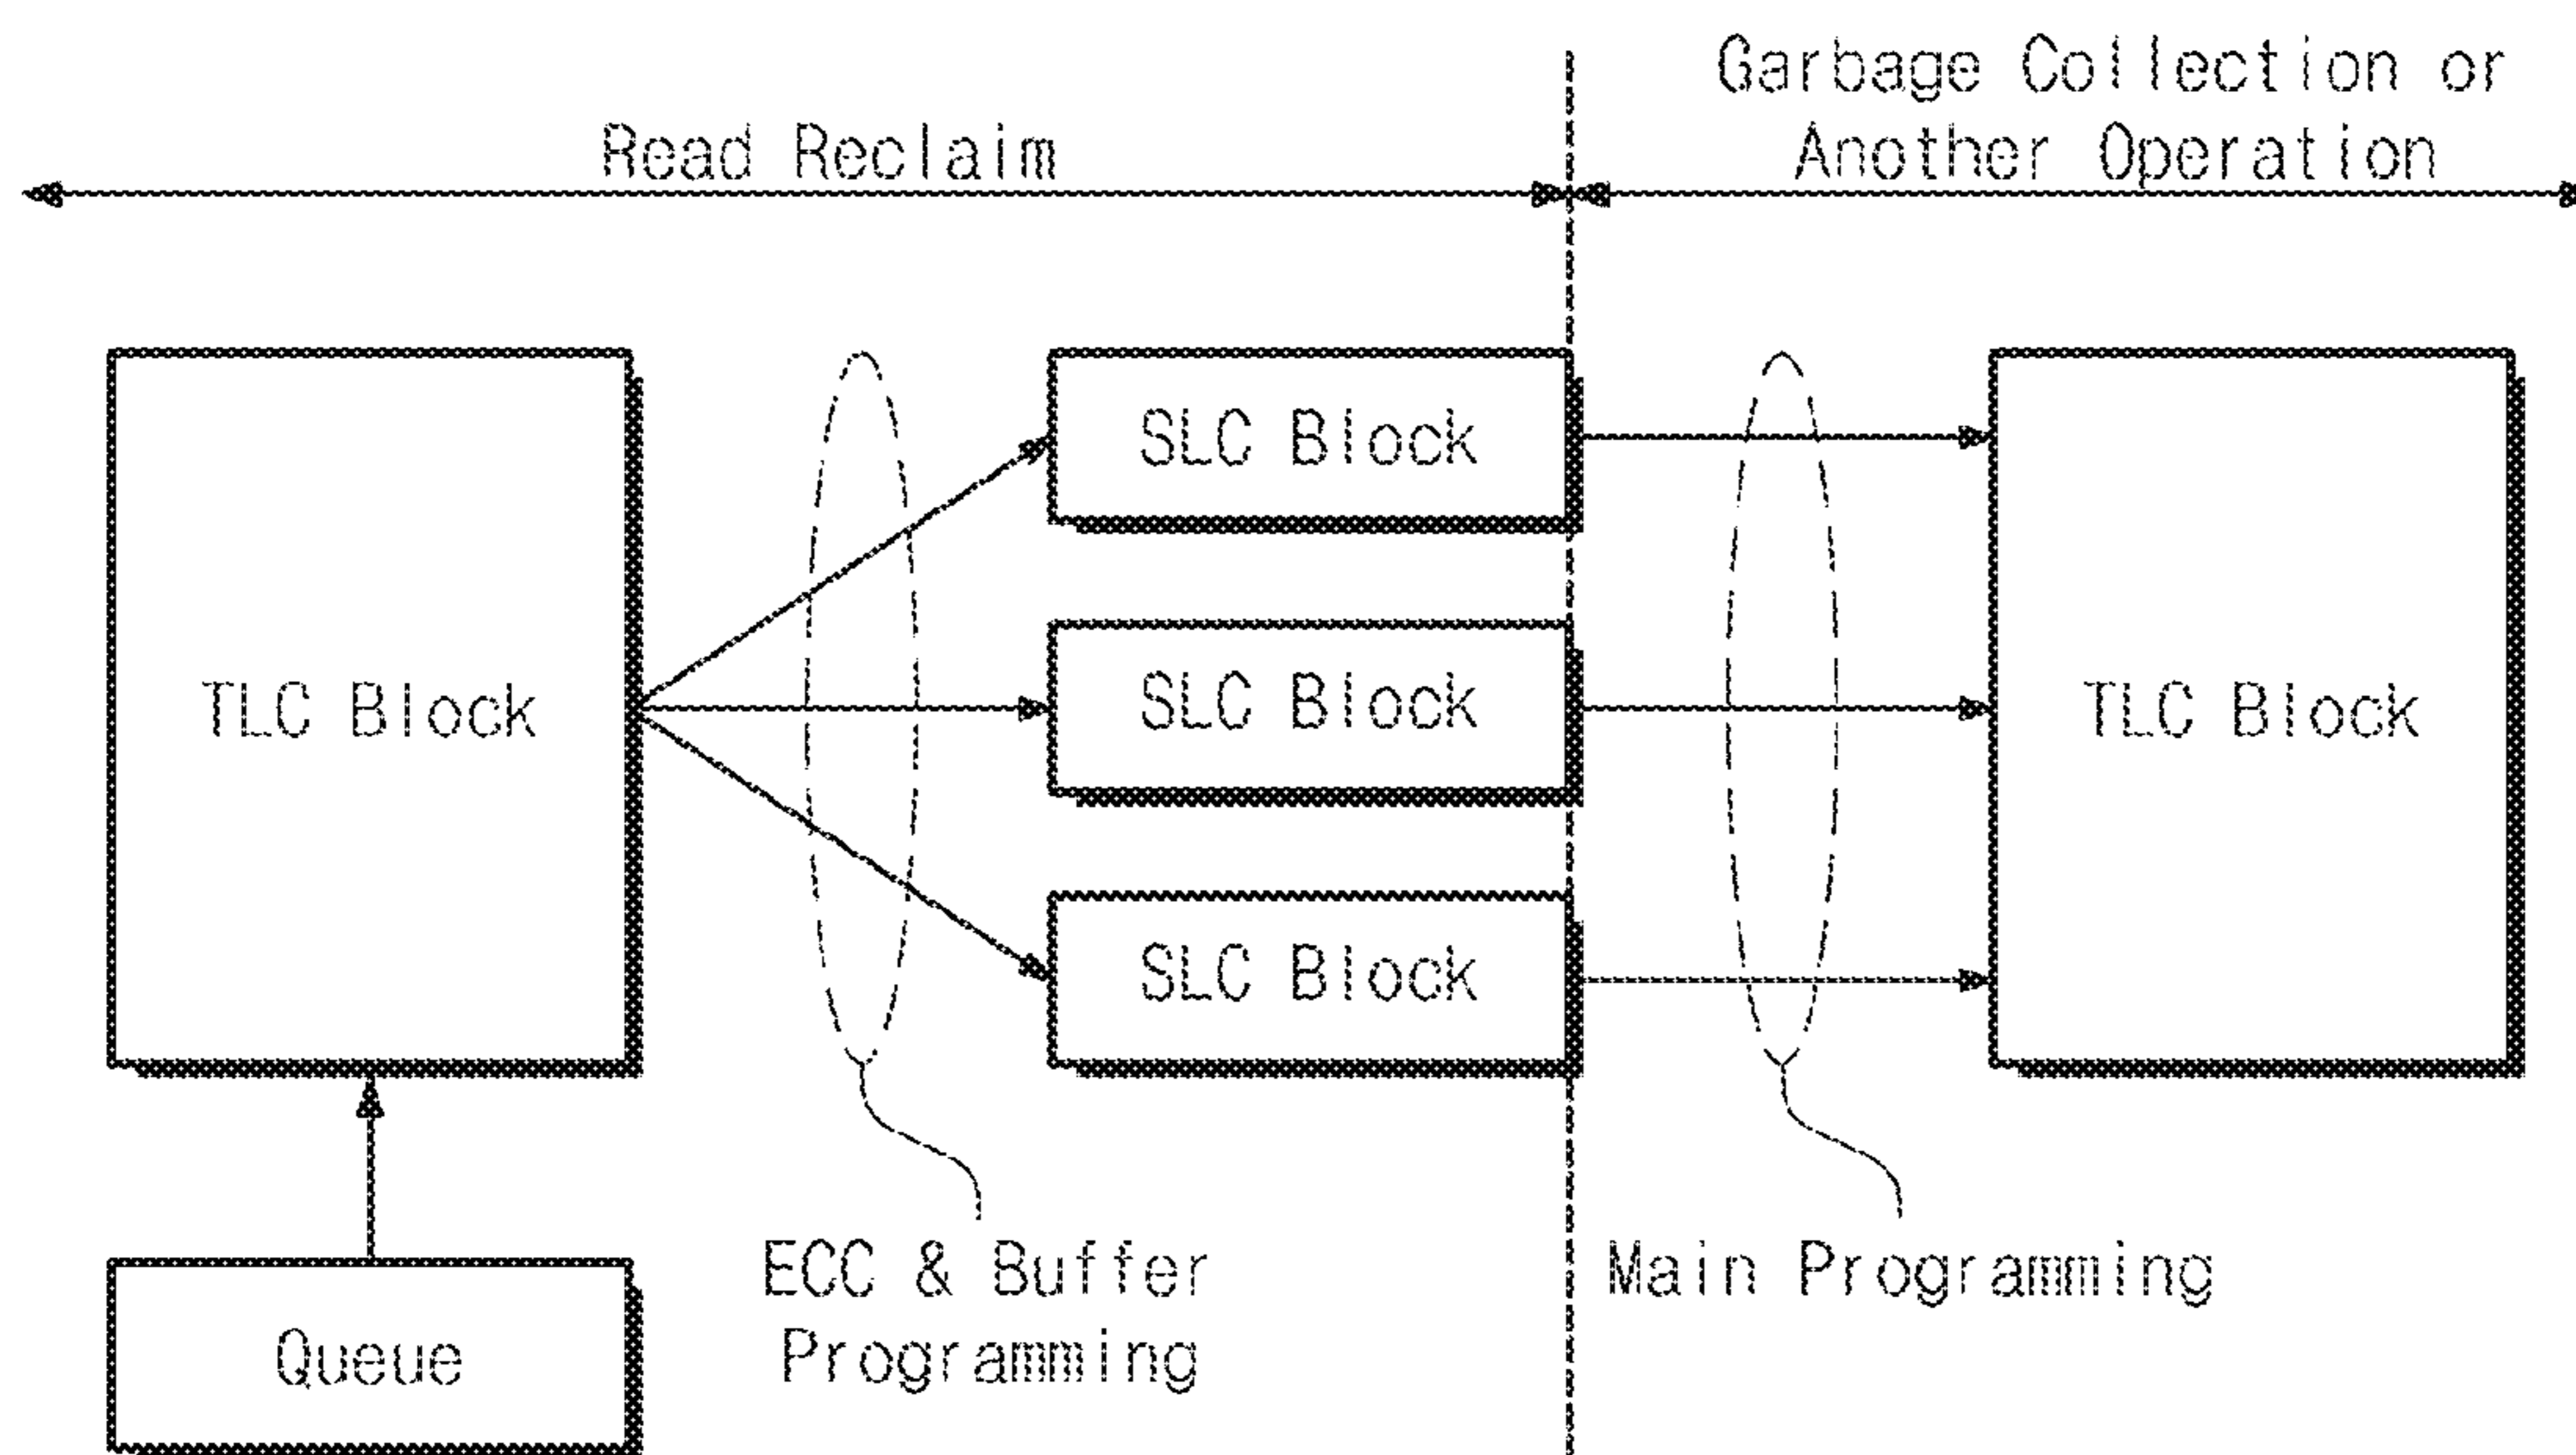 Garbage Collection or
Read Reclaim
Another Operation
SLC Block
TLC Block
SLC Block
TLC Block
SLC Block
ECC & Buffer
Programming
Main Programming
Queue